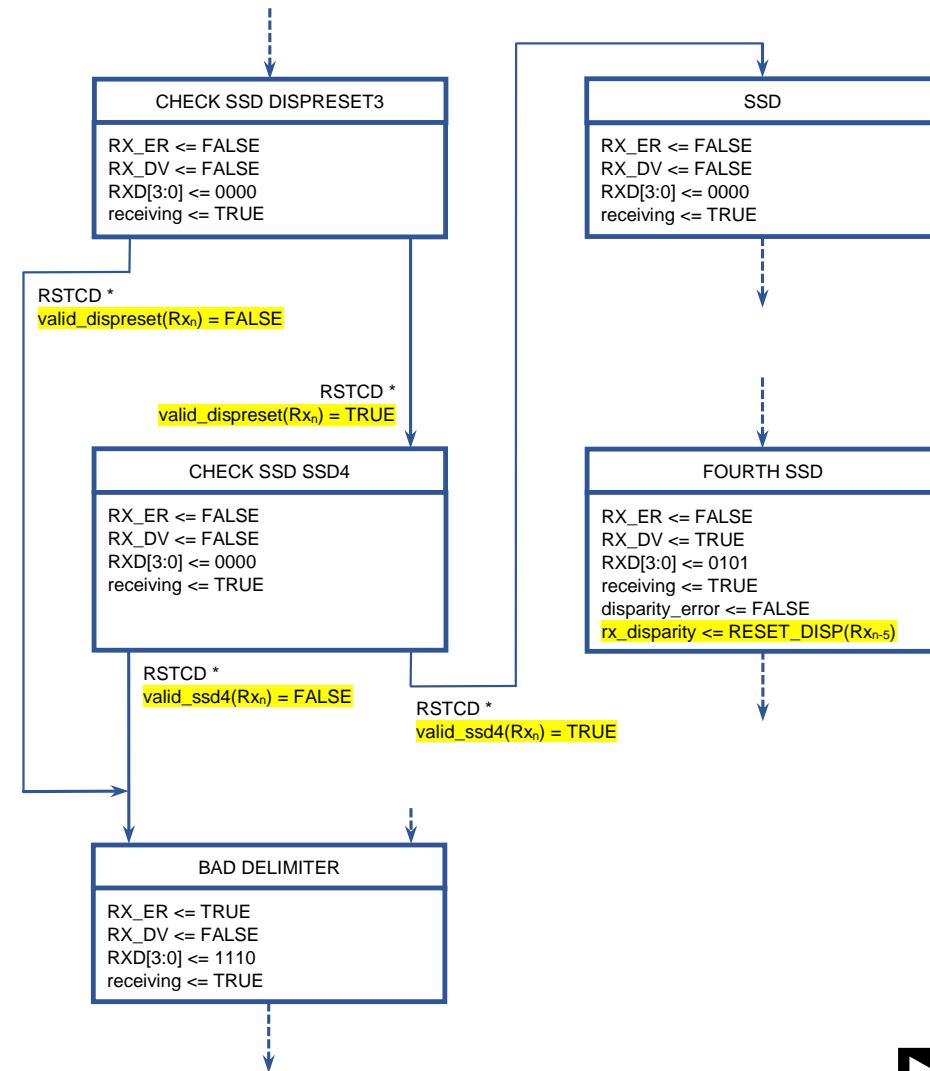 CHECK SSD DISPRESET3
RX_ER <= FALSE
RX_DV <= FALSE
RXD[3:0] <= 0000
receiving <= TRUE
RSTCD *
valid_dispreset(Rxn) = FALSE
RSTCD *
valid_dispreset(Rxn) = TRUE
CHECK SSD SSD4
RX_ER <= FALSE
RX_DV <= FALSE
RXD[3:0] <= 0000
receiving <= TRUE
RSTCD *
valid_ssd4(Rxn) = FALSE
RSTCD *
valid_ssd4(Rxn) = TRUE
BAD DELIMITER
RX_ER <= TRUE
RX_DV <= FALSE
RXD[3:0] <= 1110
receiving <= TRUE
SSD
RX_ER <= FALSE
RX_DV <= FALSE
RXD[3:0] <= 0000
receiving <= TRUE
FOURTH SSD
RX_ER <= FALSE
RX_DV <= TRUE
RXD[3:0] <= 0101
receiving <= TRUE
disparity_error <= FALSE
rx_disparity <= RESET_DISP(Rxn-5)